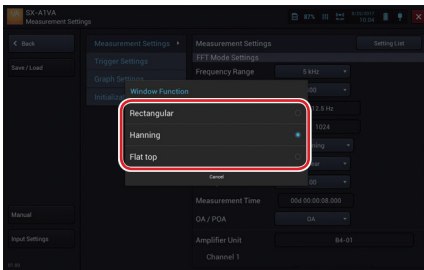 SX-A1VA
Measurement Settings
87%
10:04
< Back
Measurement Settings
Measurement Settings
Setting List
Trigger Settings
FFT Mode Settings
Save / Load
Graph Settings
Frequency Range
5 kHz
Window Function
Rectangular
12.5 Hz
Hanning
1024
Flat top
Cancel
00
Manual
Measurement Time
00d 00:00:08.000
OA / POA
OA
Input Settings
Amplifier Unit
B4-01
Channel 1